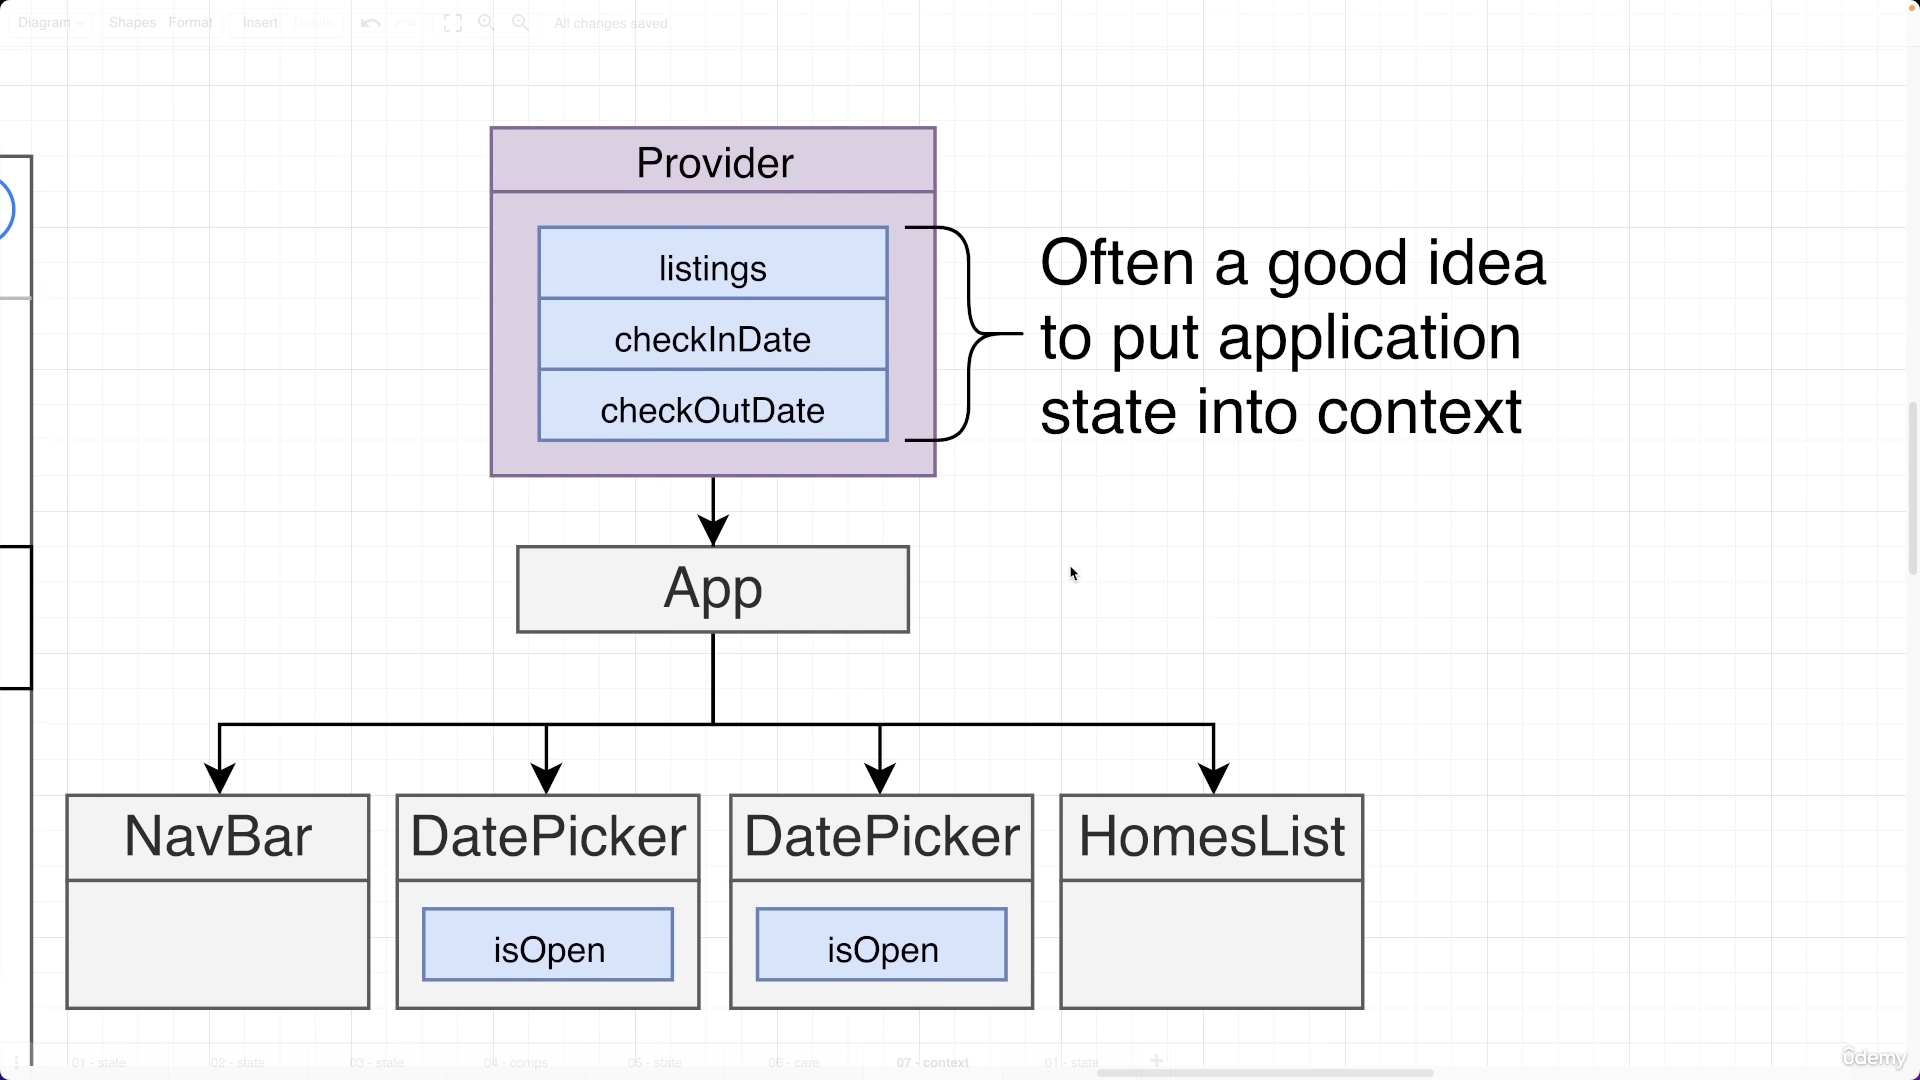 Diagram Shapes Format Insert Delete All changes saved
Provider
listings
checkInDate
checkOutDate
Often a good idea
to put application
state into context
App
NavBar DatePicker DatePicker HomesList
isOpen isOpen
01 - state 02 - state 03 - state 04 - comps 05 - state 06 - care 07 - context 01 - state
ûdemy